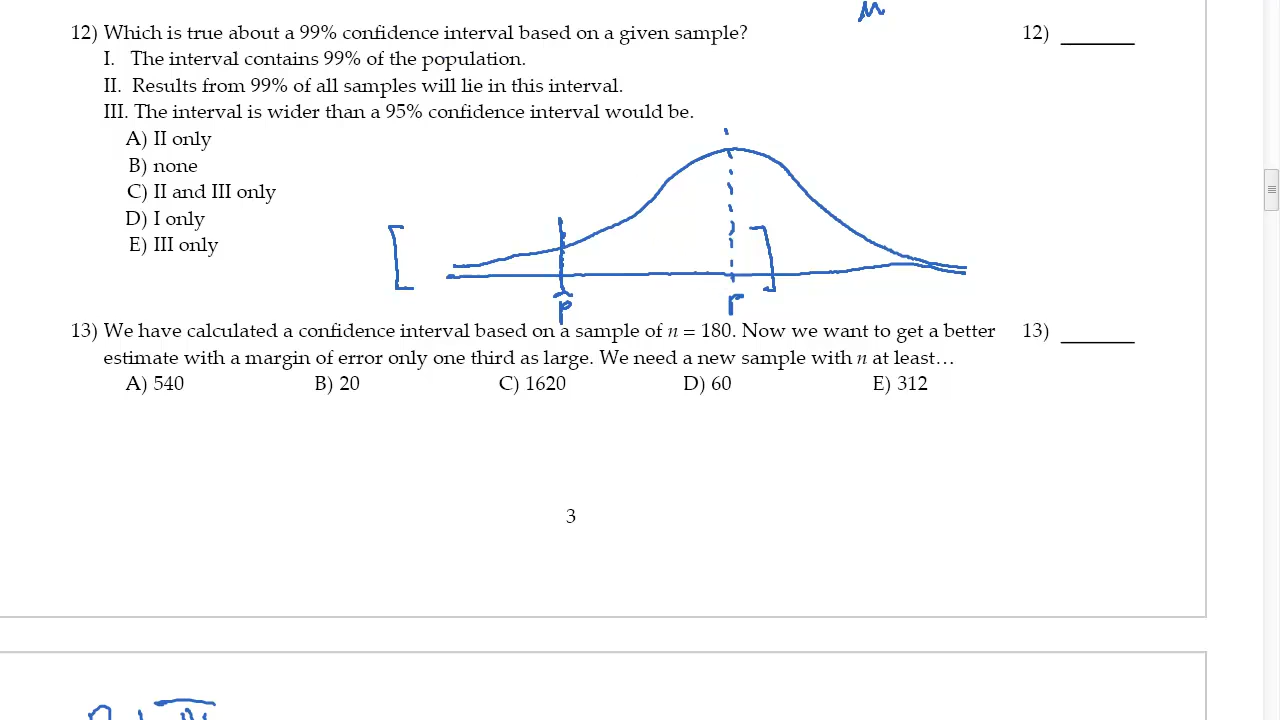 12) Which is true about a 99% confidence interval based on a given sample? 12) ______
I. The interval contains 99% of the population.
II. Results from 99% of all samples will lie in this interval.
III. The interval is wider than a 95% confidence interval would be.
A) II only
B) none
C) II and III only
D) I only
E) III only
p̂
13) We have calculated a confidence interval based on a sample of n = 180. Now we want to get a better 13) ______
estimate with a margin of error only one third as large. We need a new sample with n at least…
A) 540 B) 20 C) 1620 D) 60 E) 312
3